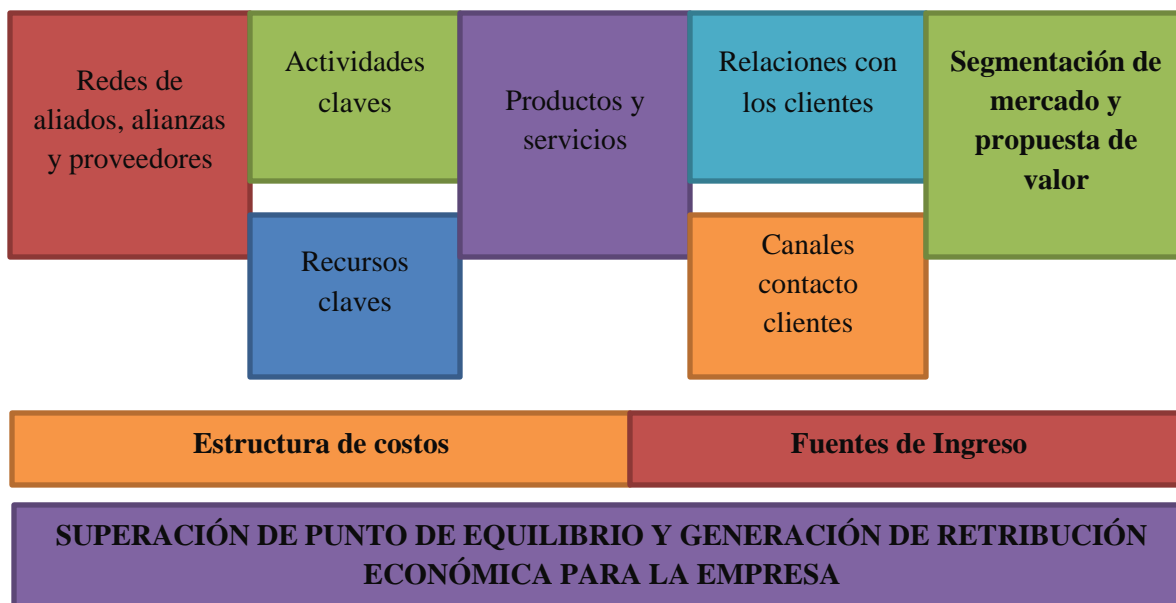 Redes de
aliados, alianzas
y proveedores
Actividades
claves
Recursos
claves
Productos y
servicios
Relaciones con
los clientes
Canales
contacto
clientes
Segmentación de
mercado y
propuesta de
valor
Estructura de costos
Fuentes de Ingreso
SUPERACIÓN DE PUNTO DE EQUILIBRIO Y GENERACIÓN DE RETRIBUCIÓN
ECONÓMICA PARA LA EMPRESA